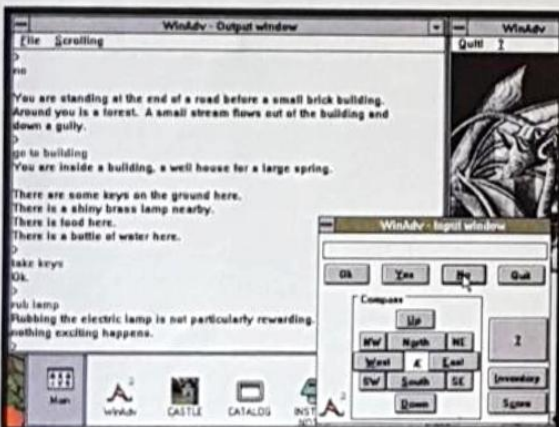 WinAdv - Output window
WinAdv
File Scrolling
Quit! ?
>
no
You are standing at the end of a road before a small brick building.
Around you is a forest. A small stream flows out of the building and
down a gully.
>
go to building
You are inside a building, a well house for a large spring.
There are some keys on the ground here.
There is a shiny brass lamp nearby.
There is food here.
There is a bottle of water here.
>
take keys
Ok.
>
rub lamp
Rubbing the electric lamp is not particularly rewarding.
nothing exciting happens.
>
WinAdv - Input window
Ok Yes No Quit
Compass
Up
NW North NE
West East
SW South SE
Down
?
Inventory
Score
Main
WinAdv
CASTLE
CATALOG